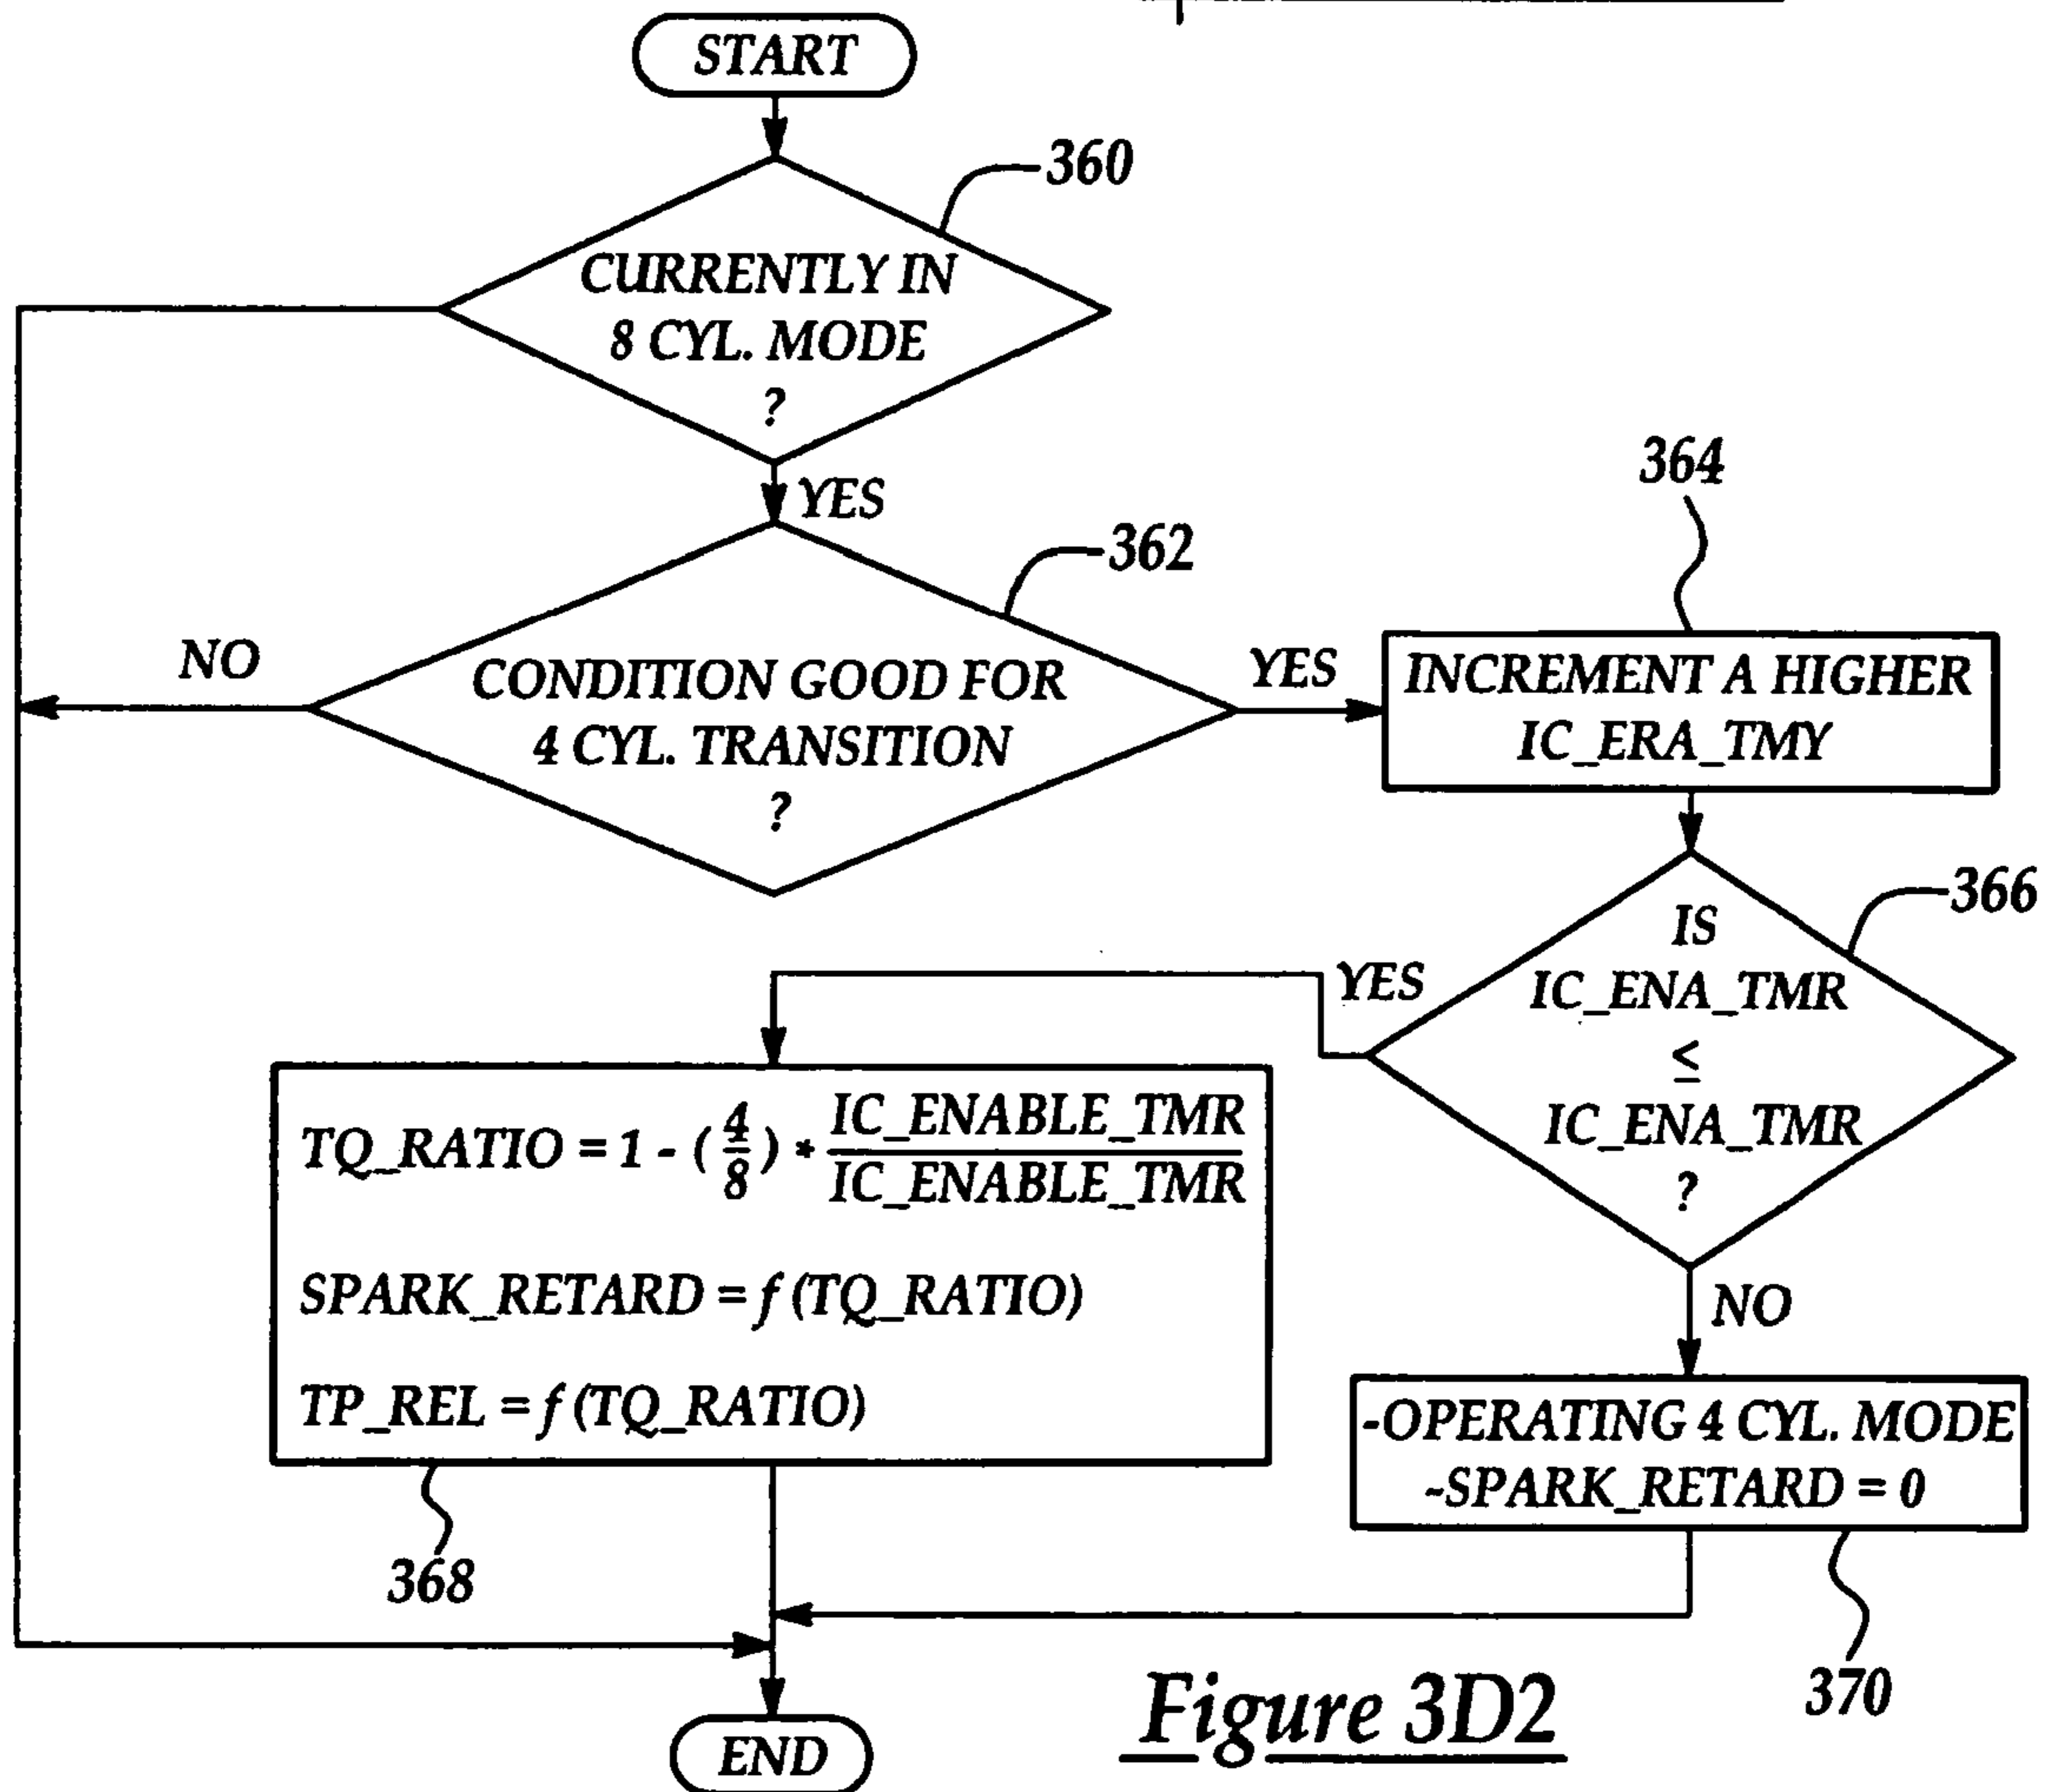 START
360
CURRENTLY IN
8 CYL. MODE
?
YES
362
364
NO
CONDITION GOOD FOR
4 CYL. TRANSITION
?
YES
INCREMENT A HIGHER
IC_ERA_TMY
366
IS
IC_ENA_TMR
≤
IC_ENA_TMR
?
YES
TQ_RATIO = 1 - ( 4/8 ) * IC_ENABLE_TMR / IC_ENABLE_TMR
SPARK_RETARD = f (TQ_RATIO)
TP_REL = f (TQ_RATIO)
NO
-OPERATING 4 CYL. MODE
-SPARK_RETARD = 0
368
370
END
Figure 3D2